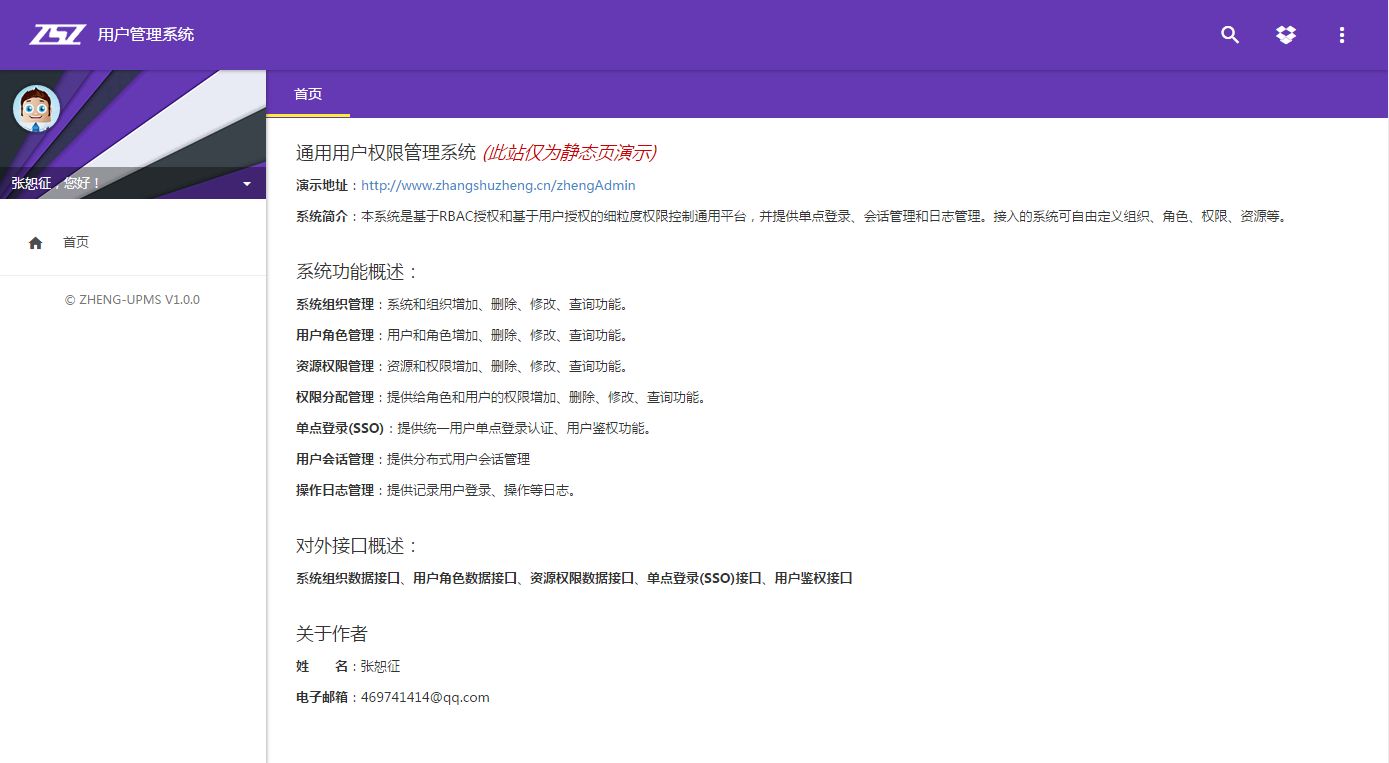 ZSZ 用户管理系统
张恕征，您好！
首页
© ZHENG-UPMS V1.0.0
首页
通用用户权限管理系统 (此站仅为静态页演示)
演示地址：http://www.zhangshuzheng.cn/zhengAdmin
系统简介：本系统是基于RBAC授权和基于用户授权的细粒度权限控制通用平台，并提供单点登录、会话管理和日志管理。接入的系统可自由定义组织、角色、权限、资源等。
系统功能概述：
系统组织管理：系统和组织增加、删除、修改、查询功能。
用户角色管理：用户和角色增加、删除、修改、查询功能。
资源权限管理：资源和权限增加、删除、修改、查询功能。
权限分配管理：提供给角色和用户的权限增加、删除、修改、查询功能。
单点登录(SSO)：提供统一用户单点登录认证、用户鉴权功能。
用户会话管理：提供分布式用户会话管理
操作日志管理：提供记录用户登录、操作等日志。
对外接口概述：
系统组织数据接口、用户角色数据接口、资源权限数据接口、单点登录(SSO)接口、用户鉴权接口
关于作者
姓　　名：张恕征
电子邮箱：469741414@qq.com